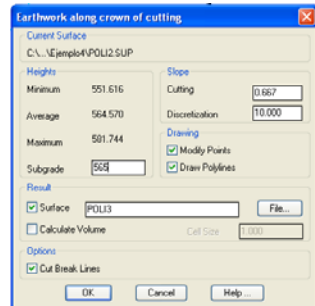 Earthwork along crown of cutting
Current Surface
C:\...\Ejemplo4\POLI2.SUP
Heights
Minimum 551.616
Average 564.570
Maximum 581.744
Subgrade 565
Slope
Cutting 0.667
Discretization 10.000
Drawing
Modify Points
Draw Polylines
Result
Surface POLI3 File...
Calculate Volume Cell Size 1.000
Options
Cut Break Lines
OK Cancel Help ...